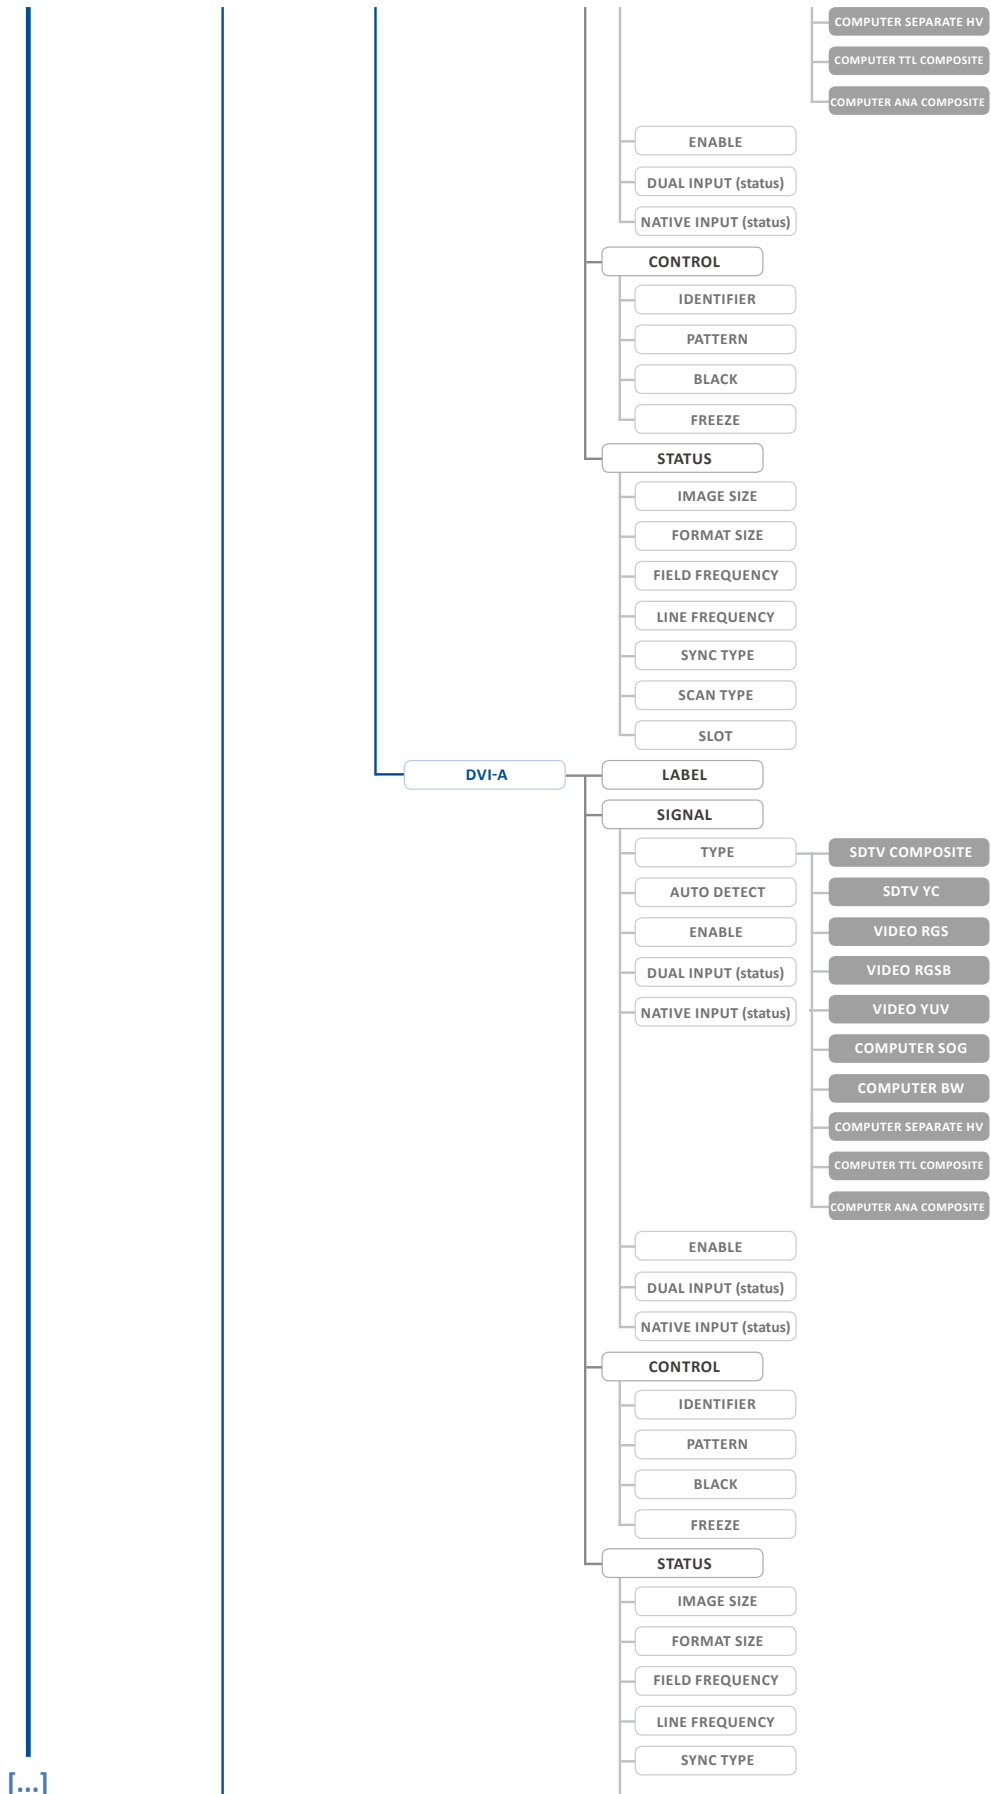 COMPUTER SEPARATE HV
COMPUTER TTL COMPOSITE
COMPUTER ANA COMPOSITE
ENABLE
DUAL INPUT (status)
NATIVE INPUT (status)
CONTROL
IDENTIFIER
PATTERN
BLACK
FREEZE
STATUS
IMAGE SIZE
FORMAT SIZE
FIELD FREQUENCY
LINE FREQUENCY
SYNC TYPE
SCAN TYPE
SLOT
DVI-A
LABEL
SIGNAL
TYPE
SDTV COMPOSITE
AUTO DETECT
SDTV YC
ENABLE
VIDEO RGS
DUAL INPUT (status)
VIDEO RGSB
NATIVE INPUT (status)
VIDEO YUV
COMPUTER SOG
COMPUTER BW
COMPUTER SEPARATE HV
COMPUTER TTL COMPOSITE
COMPUTER ANA COMPOSITE
ENABLE
DUAL INPUT (status)
NATIVE INPUT (status)
CONTROL
IDENTIFIER
PATTERN
BLACK
FREEZE
STATUS
IMAGE SIZE
FORMAT SIZE
FIELD FREQUENCY
LINE FREQUENCY
SYNC TYPE
[...]